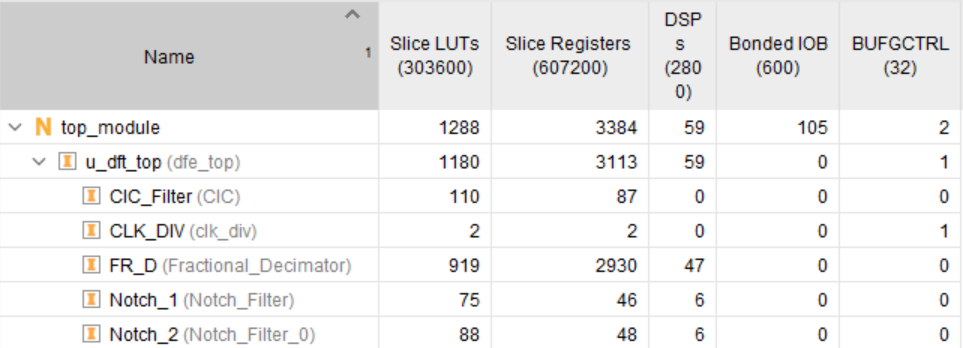 Name 1 Slice LUTs (303600) Slice Registers (607200) DSPs (2800) Bonded IOB (600) BUFGCTRL (32)
N top_module 1288 3384 59 105 2
I u_dft_top (dfe_top) 1180 3113 59 0 1
I CIC_Filter (CIC) 110 87 0 0 0
I CLK_DIV (clk_div) 2 2 0 0 1
I FR_D (Fractional_Decimator) 919 2930 47 0 0
I Notch_1 (Notch_Filter) 75 46 6 0 0
I Notch_2 (Notch_Filter_0) 88 48 6 0 0